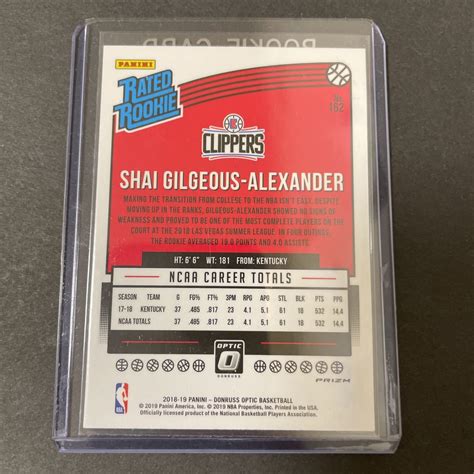 ROOKIE CARD
PANINI
RATED
ROOKIE
No.
162
CLIPPERS
SHAI GILGEOUS-ALEXANDER
MAKING THE TRANSITION FROM COLLEGE TO THE NBA ISN'T EASY. DESPITE
MOVING UP IN THE RANKS, GILGEOUS-ALEXANDER SHOWED NO SIGNS OF
WEAKNESS AND PROVED TO BE ONE OF THE MOST COMPLETE PLAYERS ON THE
COURT AT THE 2018 LAS VEGAS SUMMER LEAGUE. IN FOUR OUTINGS,
THE ROOKIE AVERAGED 19.0 POINTS AND 4.0 ASSISTS.
HT: 6' 6" WT: 181 FROM: KENTUCKY
NCAA CAREER TOTALS
SEASON TEAM G FG% FT% 3PM RPG APG STL BLK PTS PPG
17-18 KENTUCKY 37 .485 .817 23 4.1 5.1 61 18 532 14.4
NCAA TOTALS 37 .485 .817 23 4.1 5.1 61 18 532 14.4
OPTIC
DONRUSS
PRIZM
NBA
2018-19 PANINI - DONRUSS OPTIC BASKETBALL
© 2019 Panini America, Inc. © 2019 NBA Properties, Inc. Printed in the USA.
Officially licensed product of the National Basketball Players Association.